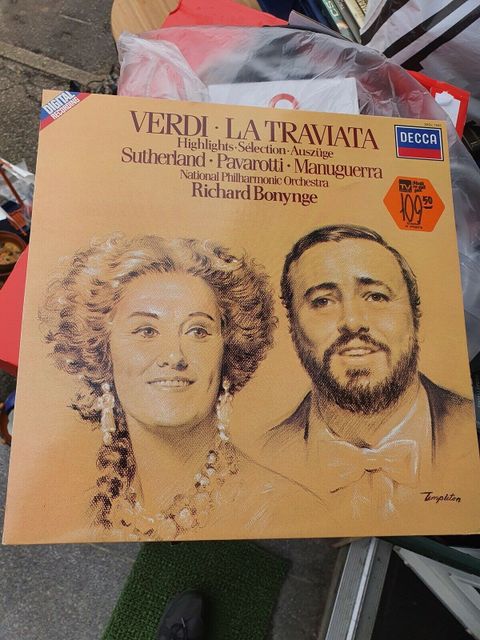 DIGITAL
RECORDING
VERDI · LA TRAVIATA
Highlights · Sélection · Auszüge
Sutherland · Pavarotti · Manuguerra
National Philharmonic Orchestra
Richard Bonynge
DECCA
TV
109 50
Templeton